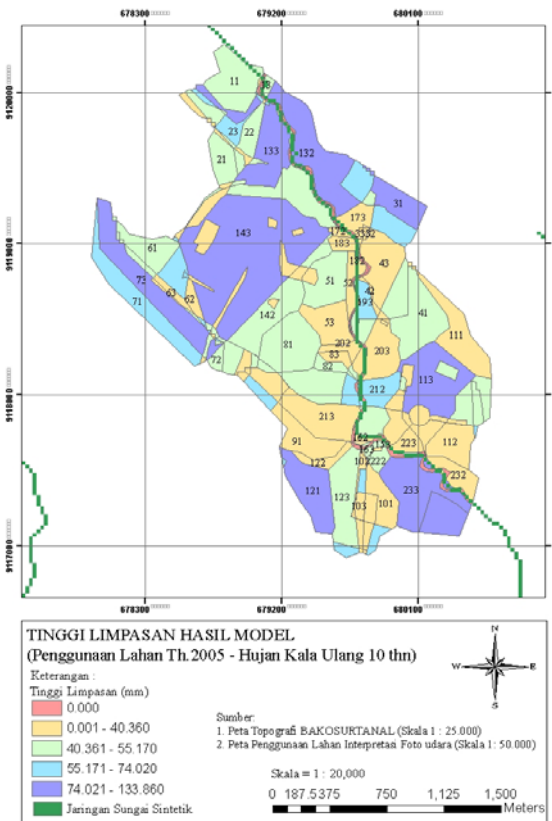 678300 679200 680100
9120000
9119000
9118000
9117000
11
23
22
21
133
132
31
173
172
183
143
61
73
71
63
62
51
53
43
42
193
41
111
142
81
202
83
82
203
72
212
113
213
91
122
121
123
103
101
223
112
232
233
678300 679200 680100
TINGGI LIMPASAN HASIL MODEL
(Penggunaan Lahan Th.2005 - Hujan Kala Ulang 10 thn)
N
W E
S
Keterangan :
Tinggi Limpasan (mm)
0.000
0.001 - 40.360
40.361 - 55.170
55.171 - 74.020
74.021 - 133.860
Jaringan Sungai Sintetik
Sumber:
1. Peta Topografi BAKOSURTANAL (Skala 1 : 25.000)
2. Peta Penggunaan Lahan Interpretasi Foto udara (Skala 1: 50.000)
Skala = 1 : 20,000
0 187.5375 750 1,125 1,500
Meters